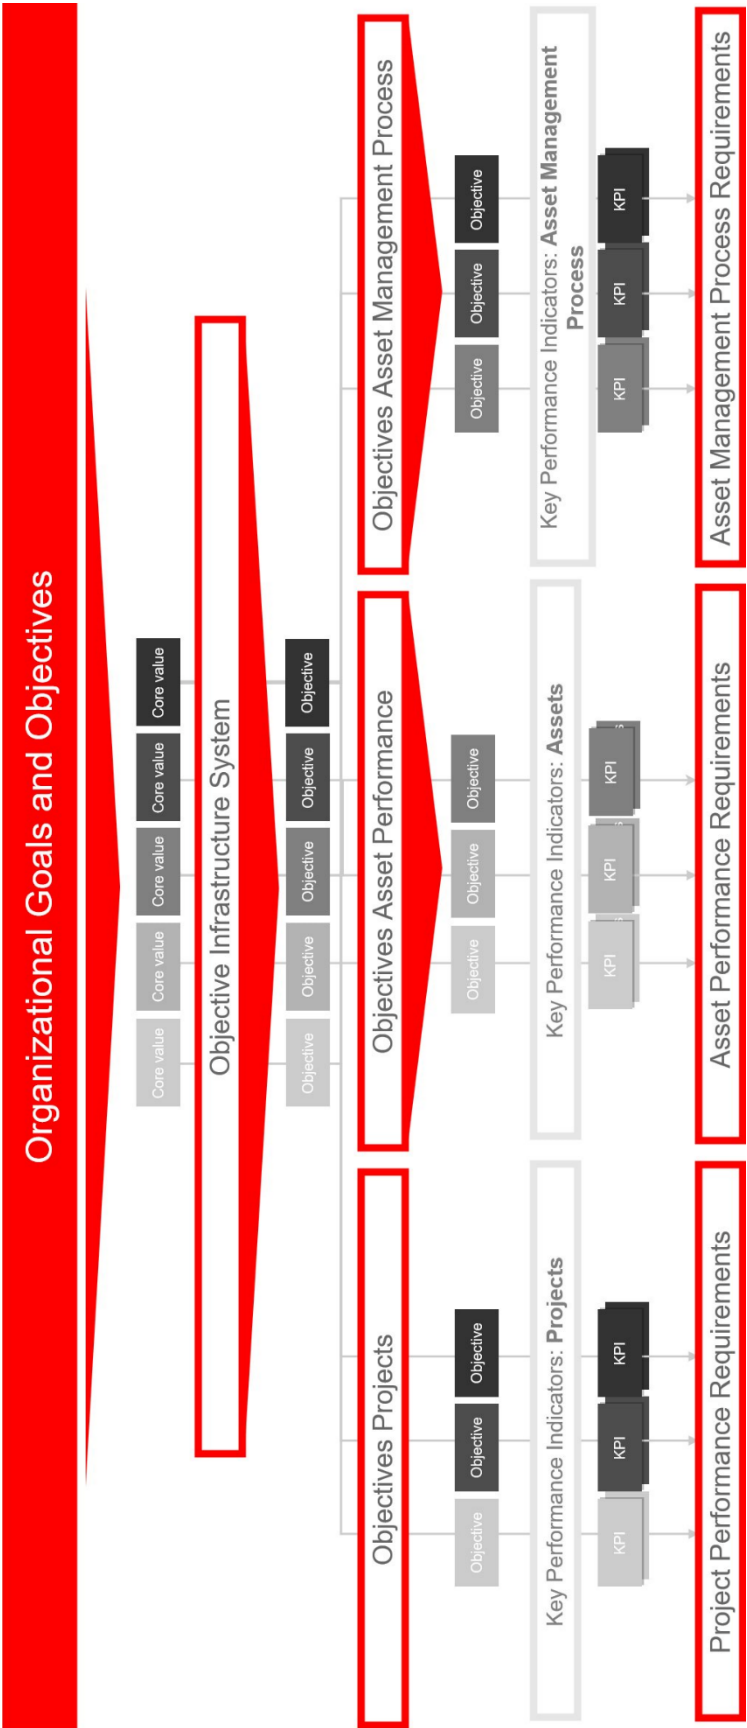 Organizational Goals and Objectives
Core value
Core value
Core value
Core value
Core value
Objective Infrastructure System
Objective
Objective
Objective
Objective
Objective
Objectives Projects
Objectives Asset Performance
Objectives Asset Management Process
Objective
Objective
Objective
Objective
Objective
Objective
Objective
Objective
Objective
Key Performance Indicators: Projects
Key Performance Indicators: Assets
Key Performance Indicators: Asset Management
Process
KPI
KPI
KPI
KPI
KPI
KPI
KPI
KPI
KPI
Project Performance Requirements
Asset Performance Requirements
Asset Management Process Requirements